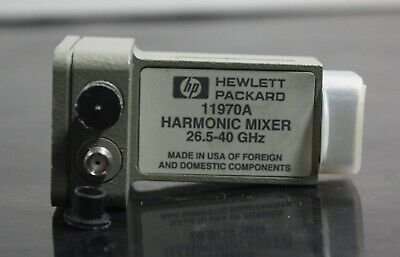 hp HEWLETT
PACKARD
11970A
HARMONIC MIXER
26.5-40 GHz
MADE IN USA OF FOREIGN
AND DOMESTIC COMPONENTS